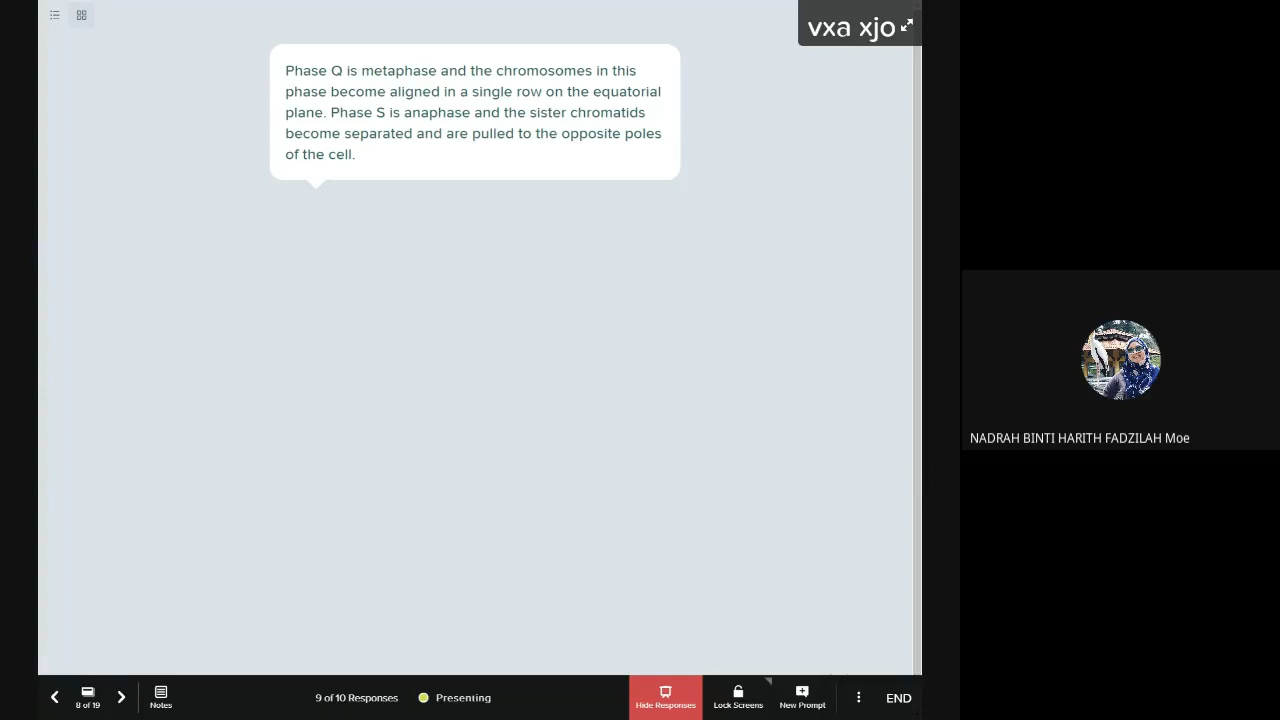 vxa xjo
Phase Q is metaphase and the chromosomes in this
phase become aligned in a single row on the equatorial
plane. Phase S is anaphase and the sister chromatids
become separated and are pulled to the opposite poles
of the cell.
NADRAH BINTI HARITH FADZILAH Moe
8 of 19
Notes
9 of 10 Responses
Presenting
Hide Responses
Lock Screens
New Prompt
END